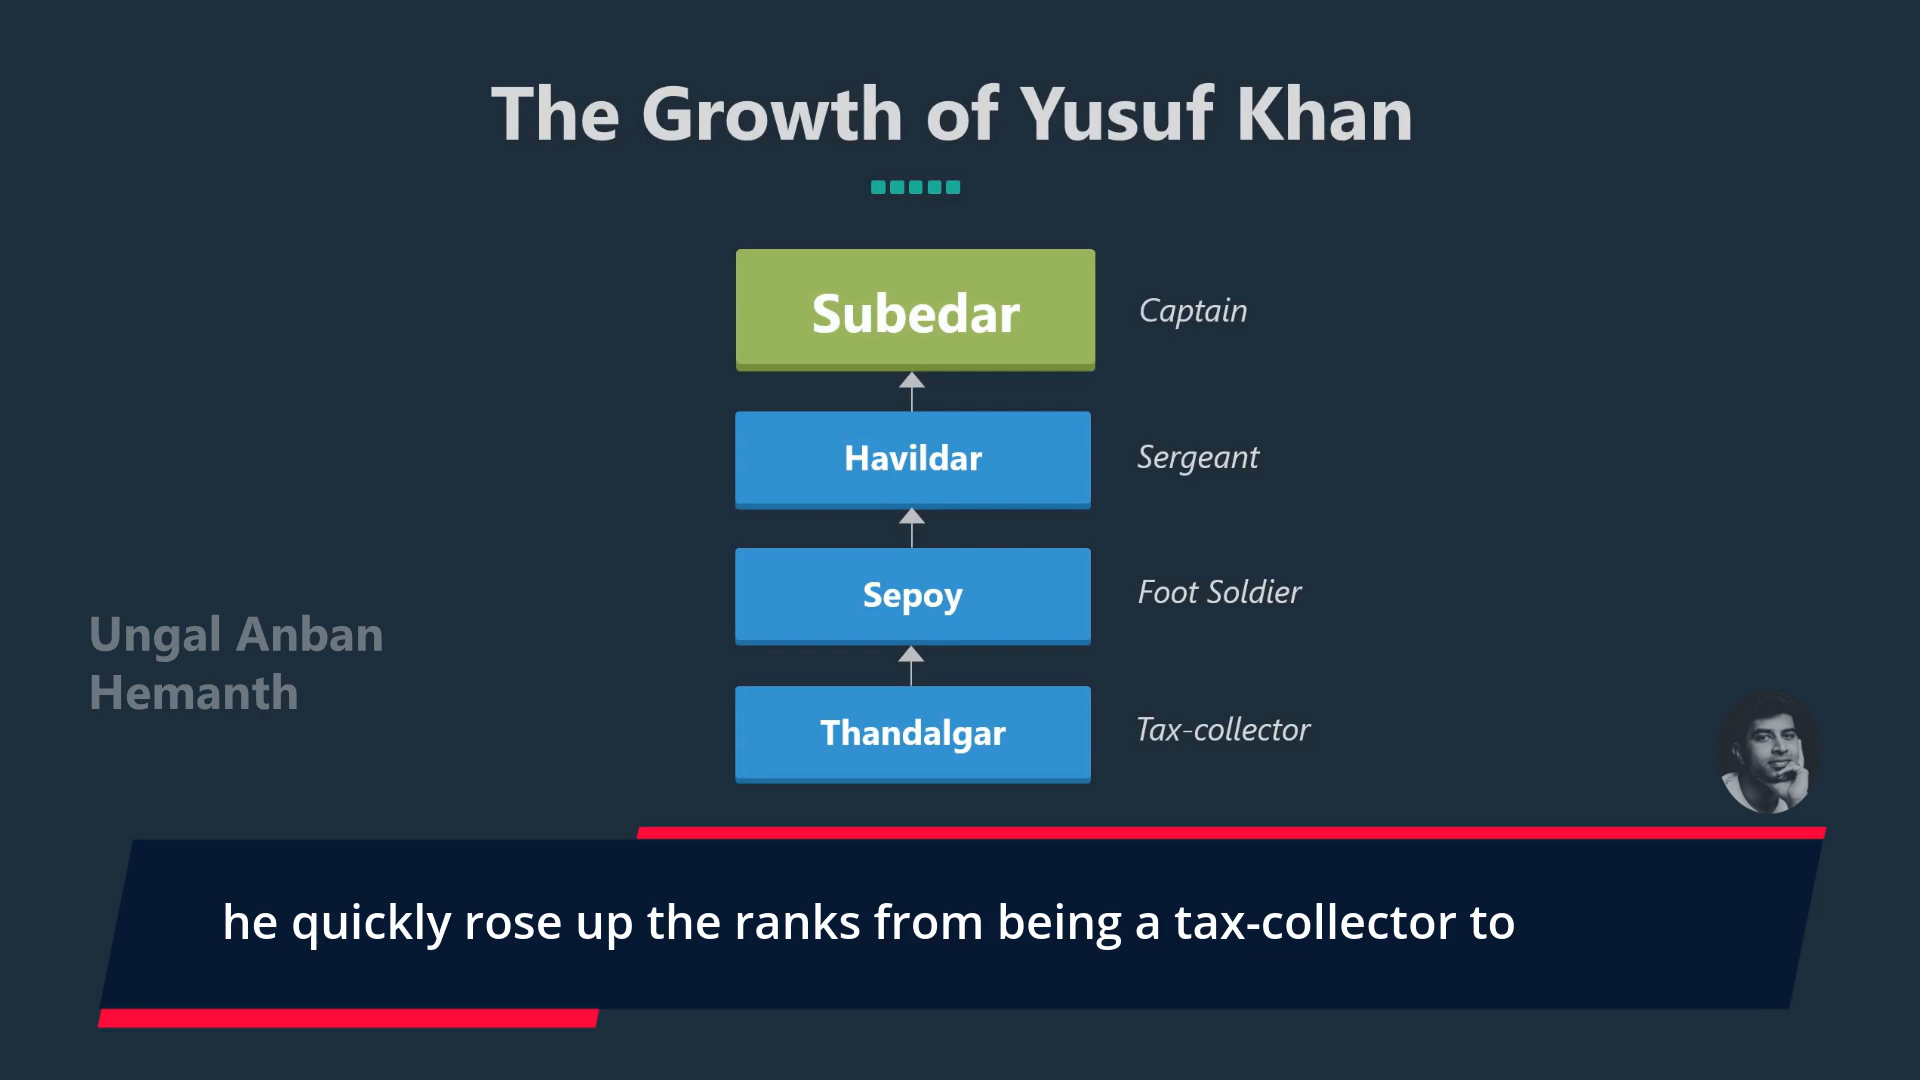 The Growth of Yusuf Khan
Subedar
Captain
Havildar
Sergeant
Sepoy
Foot Soldier
Thandalgar
Tax-collector
Ungal Anban
Hemanth
he quickly rose up the ranks from being a tax-collector to